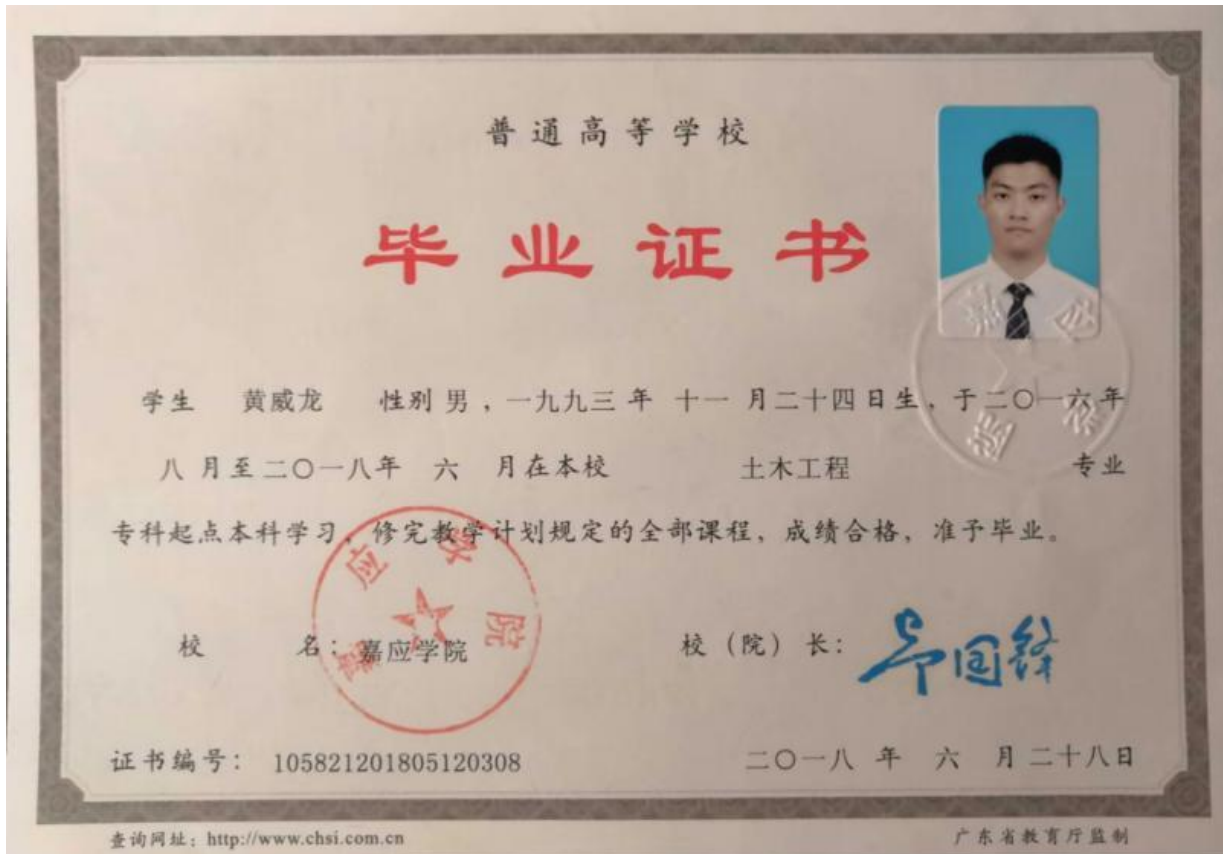 普通高等学校
毕业证书
学生 黄威龙 性别 男，一九九三 年 十一 月 二十四 日生，于二〇一六年
八 月至 二〇一八年 六 月在本校 土木工程 专业
专科起点本科学习，修完教学计划规定的全部课程，成绩合格，准予毕业。
校 名：嘉应学院 校（院）长：
嘉应学院
证书编号： 105821201805120308 二〇一八 年 六 月 二十八日
查询网址：http://www.chsi.com.cn 广东省教育厅监制